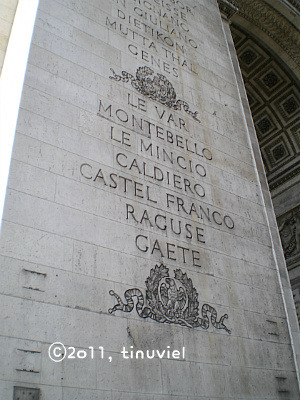 DIETIKON
MUTTA THAL
GENES
LE VAR
MONTEBELLO
LE MINCIO
CALDIERO
CASTEL FRANCO
RAGUSE
GAETE
©2011, tinuviel